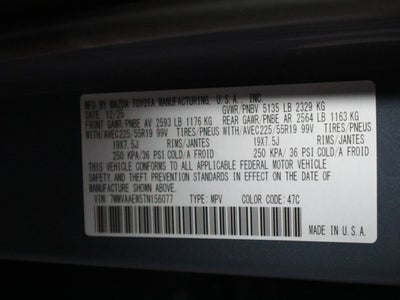 MFD BY MAZDA TOYOTA MANUFACTURING, U.S.A., INC.
DATE 12/25 GVWR/PNBV 5135 LB 2329 KG
FRONT GAWR/PNBE AV 2593 LB 1176 KG REAR GAWR/PNBE AR 2564 LB 1163 KG
WITH/AVEC225/55R19 99V TIRES/PNEUS WITH/AVEC225/55R19 99V TIRES/PNEUS
19X7.5J 19X7.5J
250 KPA/36 PSI COLD/A FROID 250 KPA/36 PSI COLD/A FROID
THIS VEHICLE CONFORMS TO ALL APPLICABLE FEDERAL MOTOR VEHICLE
SAFETY AND THEFT PREVENTION STANDARDS IN EFFECT ON THE DATE
OF MANUFACTURE SHOWN ABOVE.
VIN: 7MMVAAEW5TN156077 TYPE: MPV COLOR CODE: 47C
MADE IN U.S.A.